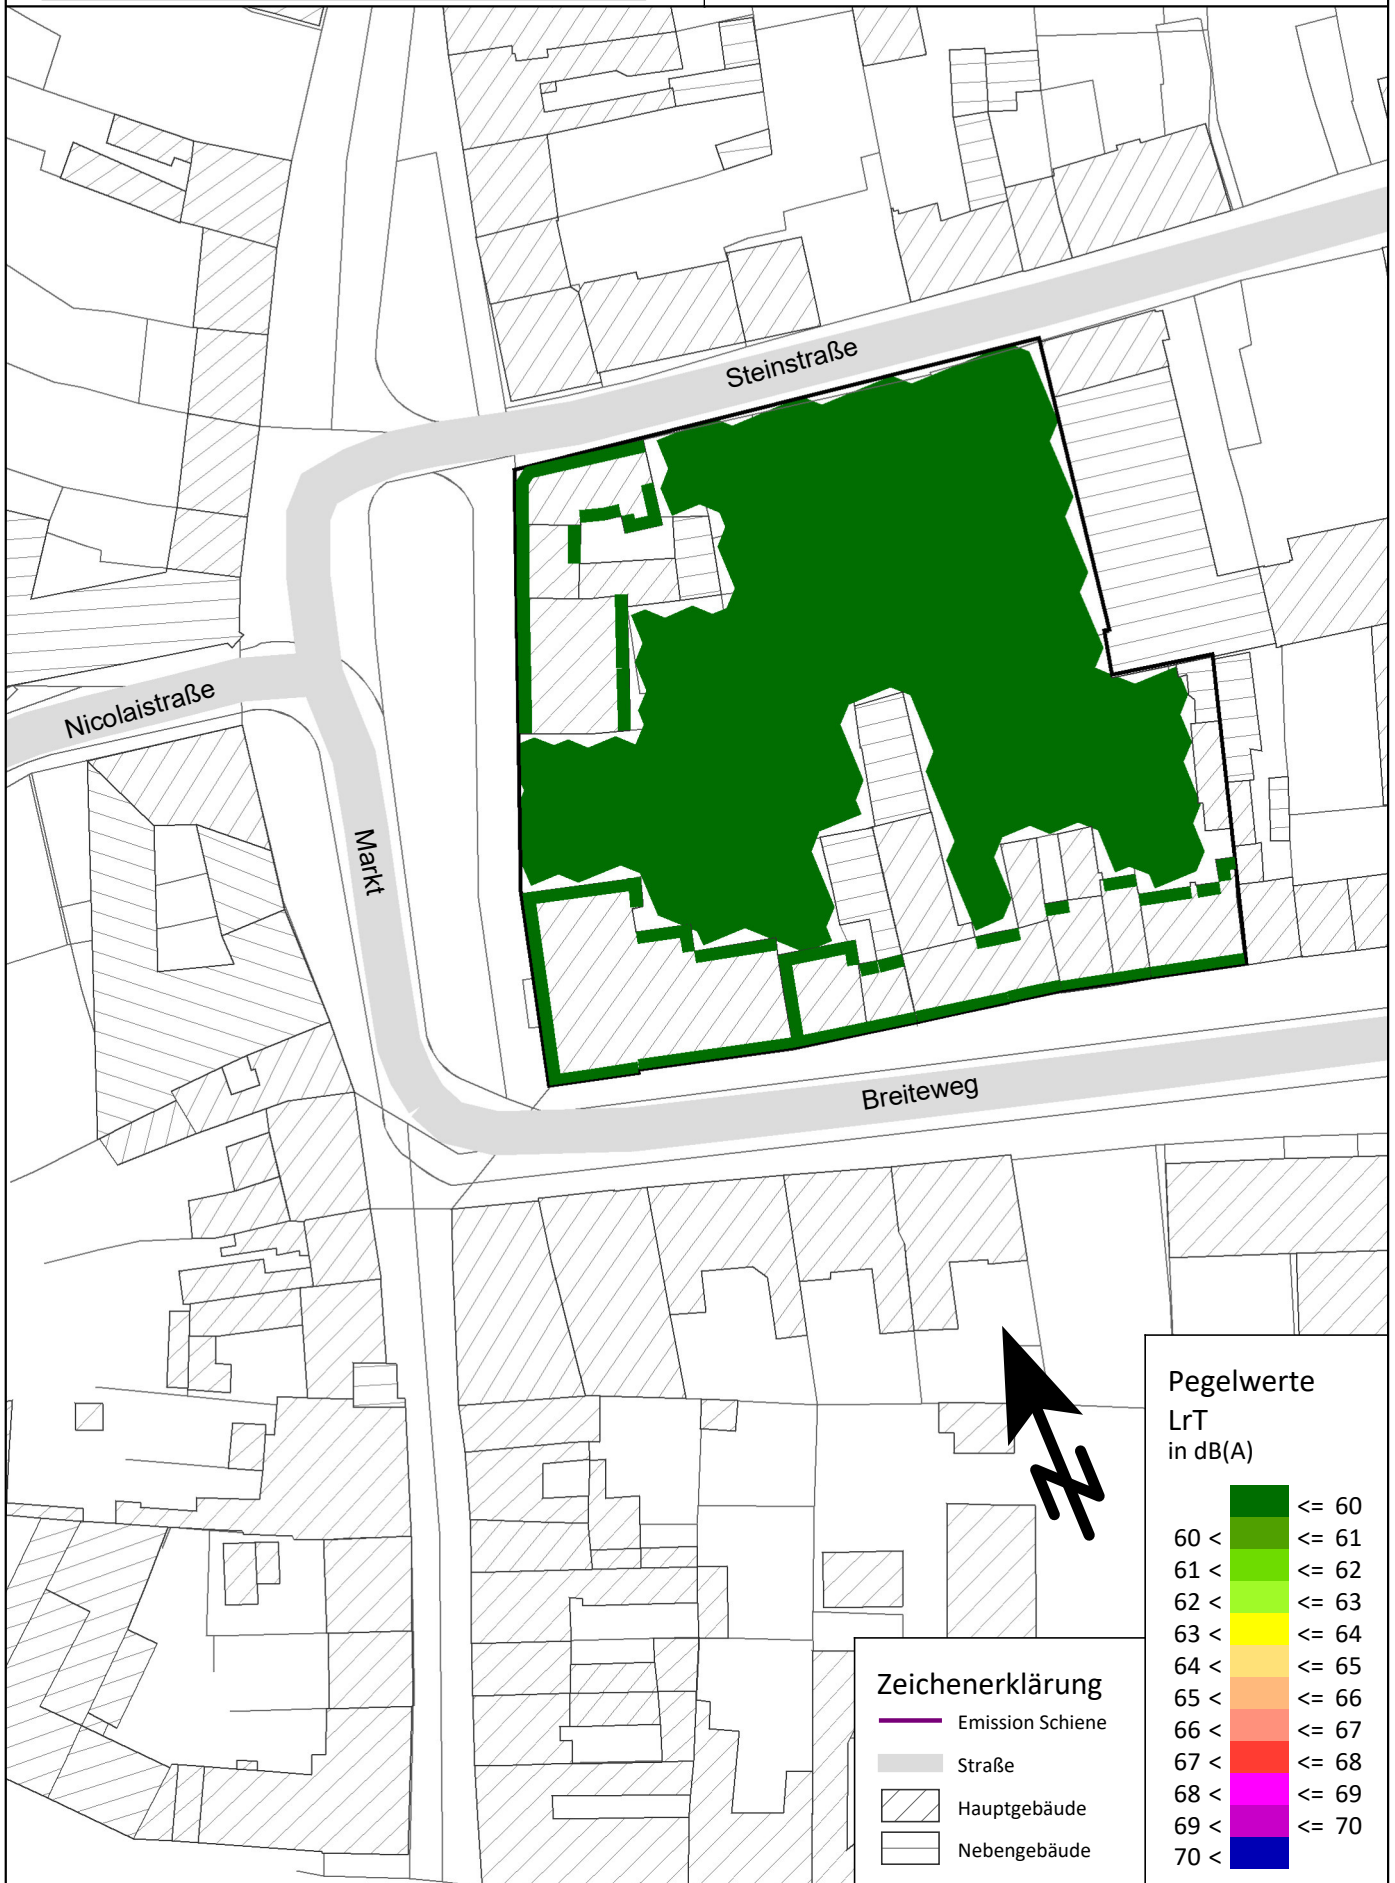 Steinstraße
Nicolaistraße
Markt
Breiteweg
Pegelwerte
LrT
in dB(A)
<= 60
60 < <= 61
61 < <= 62
62 < <= 63
63 < <= 64
64 < <= 65
65 < <= 66
66 < <= 67
67 < <= 68
68 < <= 69
69 < <= 70
70 <
Zeichenerklärung
Emission Schiene
Straße
Hauptgebäude
Nebengebäude